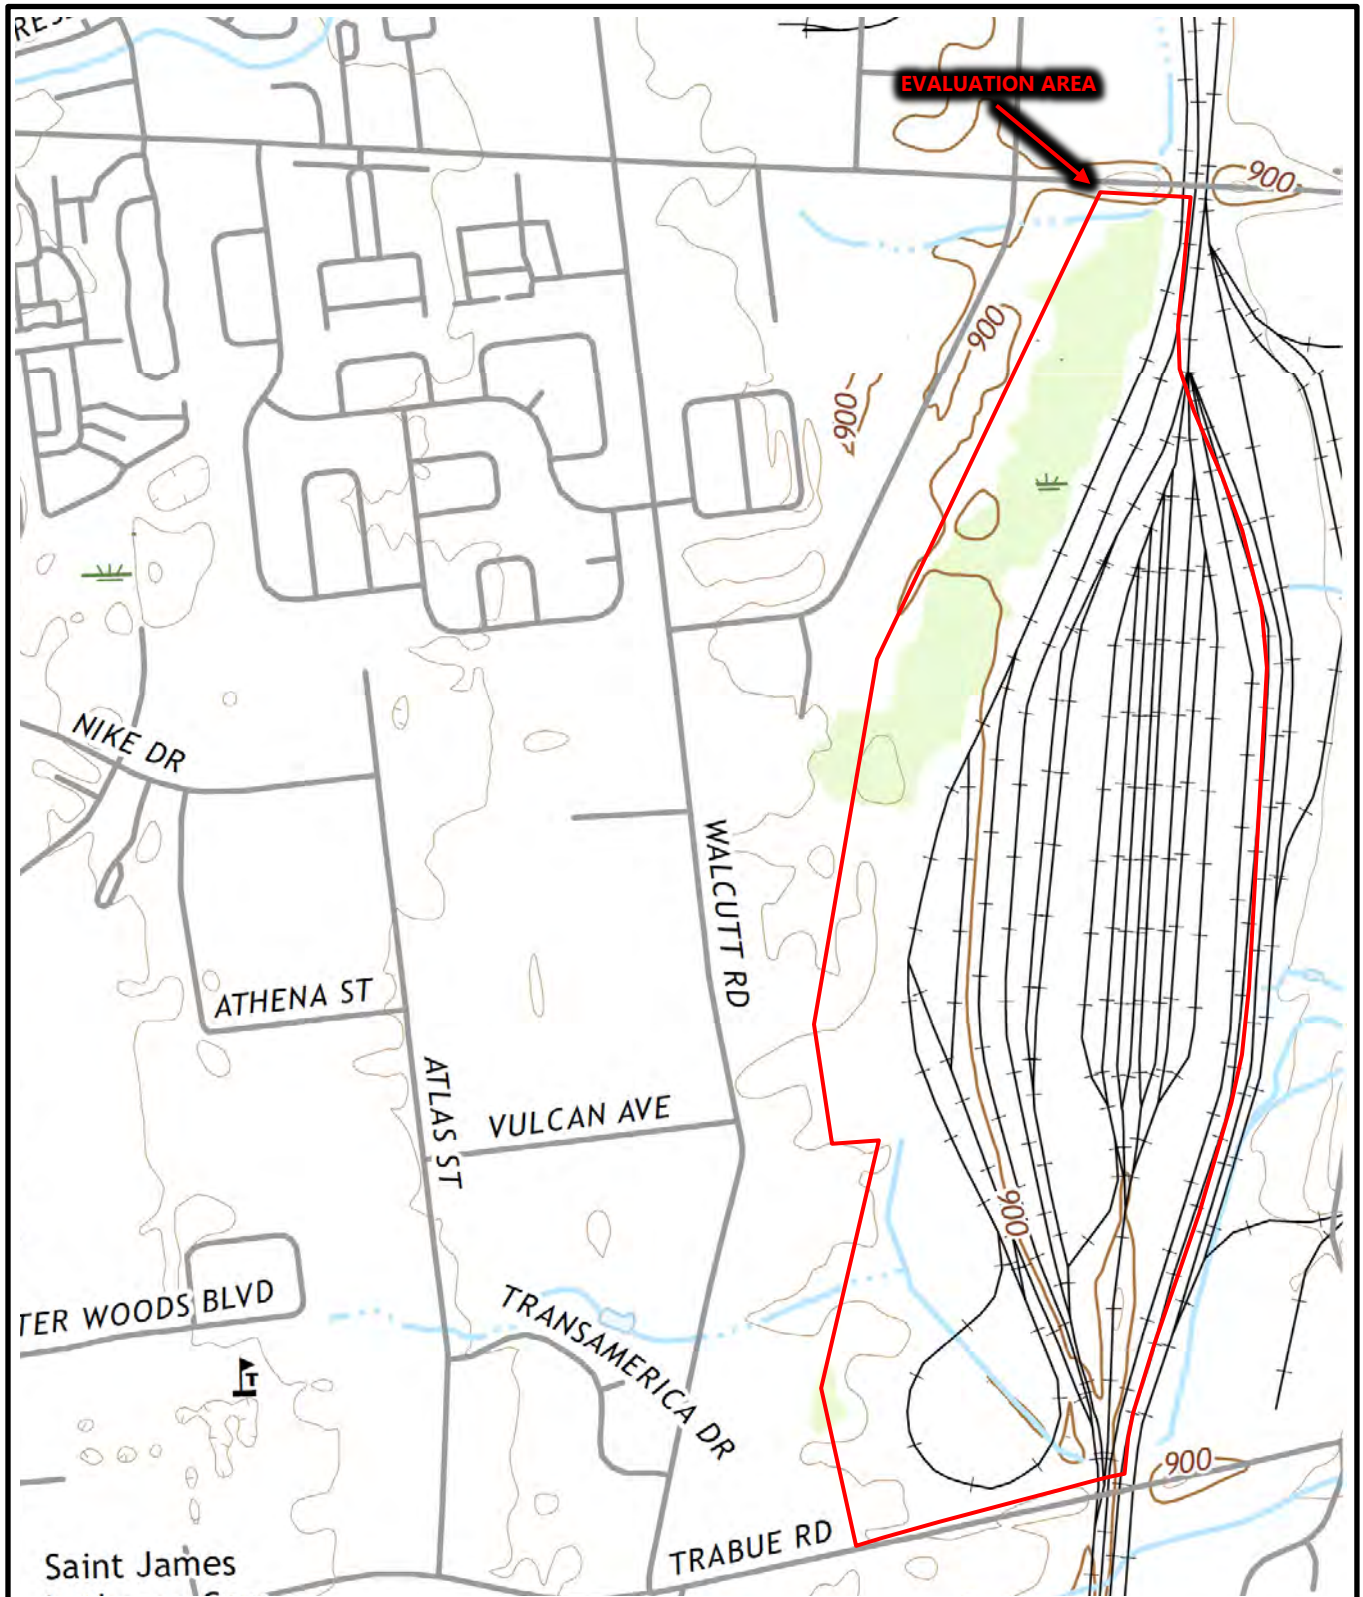 EVALUATION AREA
900
900
900
NIKE DR
WALCUTT RD
ATHENA ST
ATLAS ST
VULCAN AVE
900
TER WOODS BLVD
TRANSAMERICA DR
T
900
TRABUE RD
Saint James